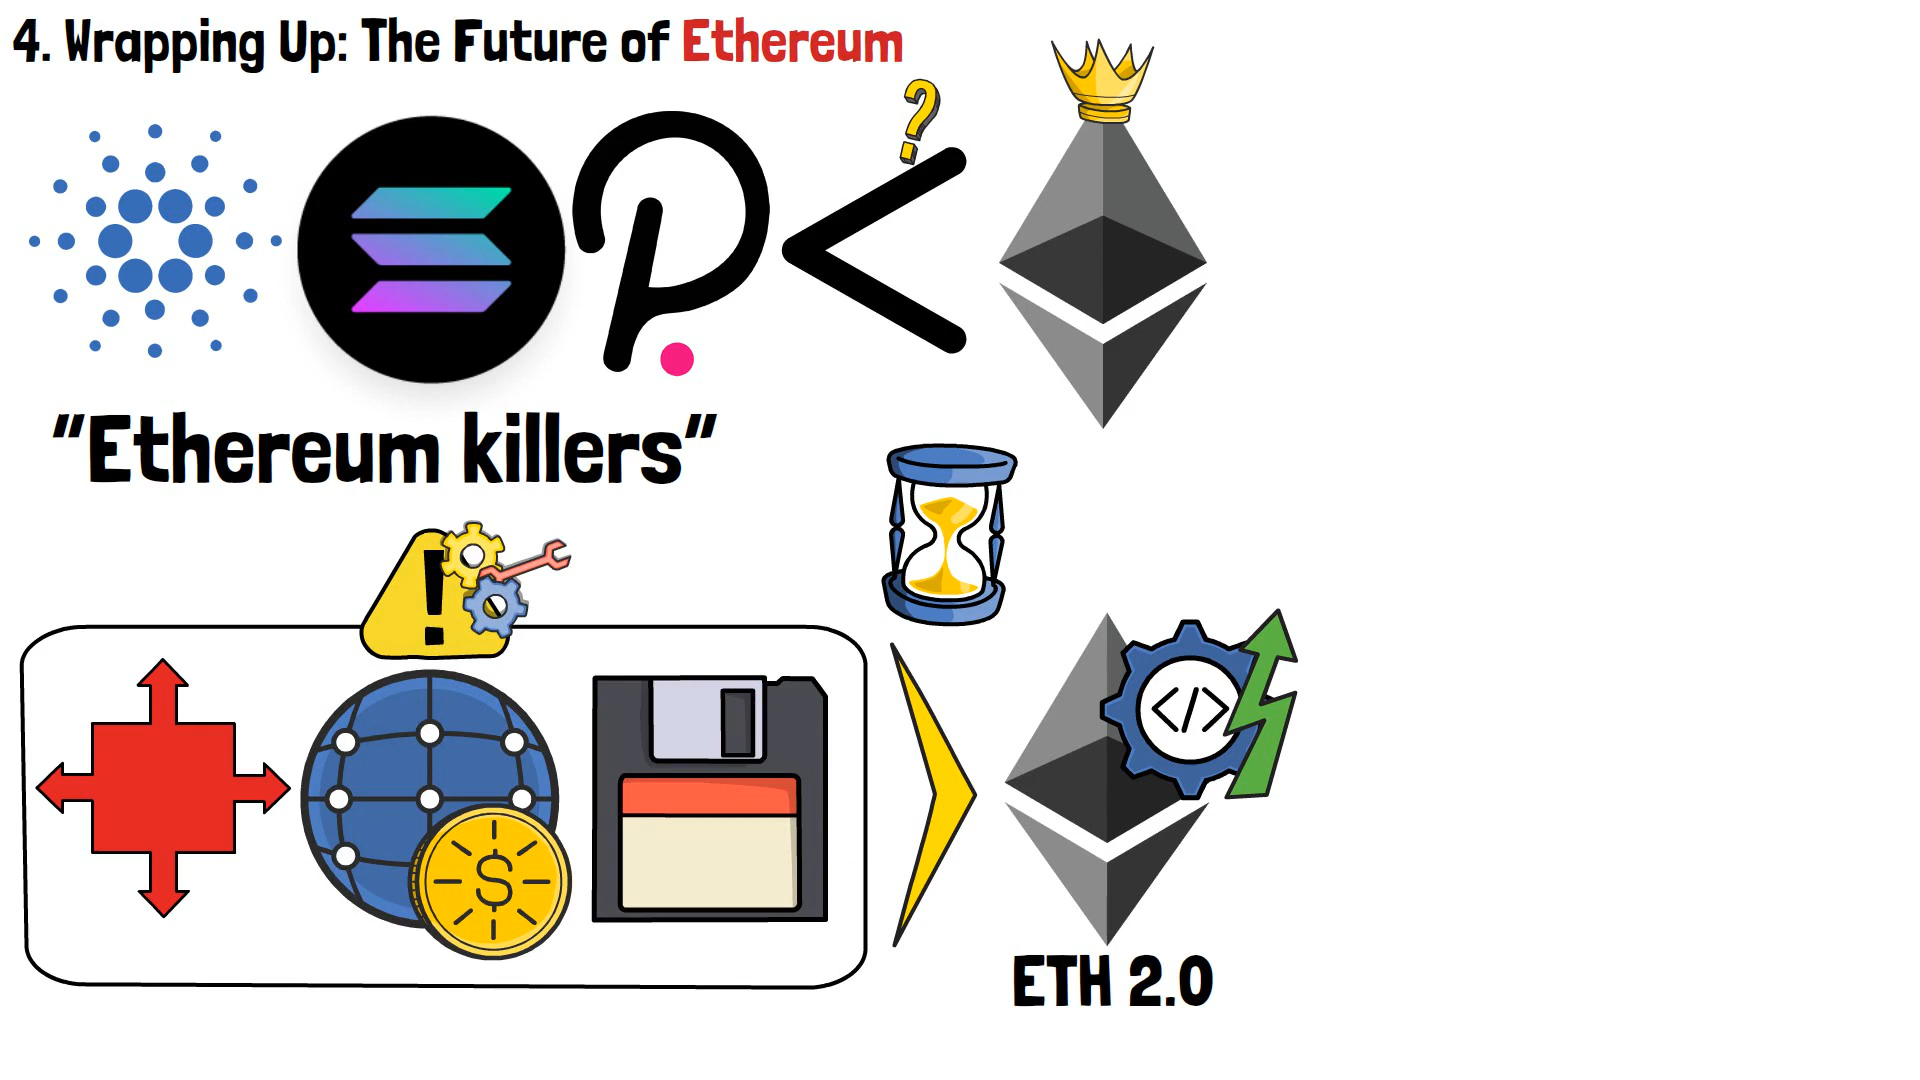 4. Wrapping Up: The Future of Ethereum
?
<
"Ethereum killers"
!
</>
$
ETH 2.0